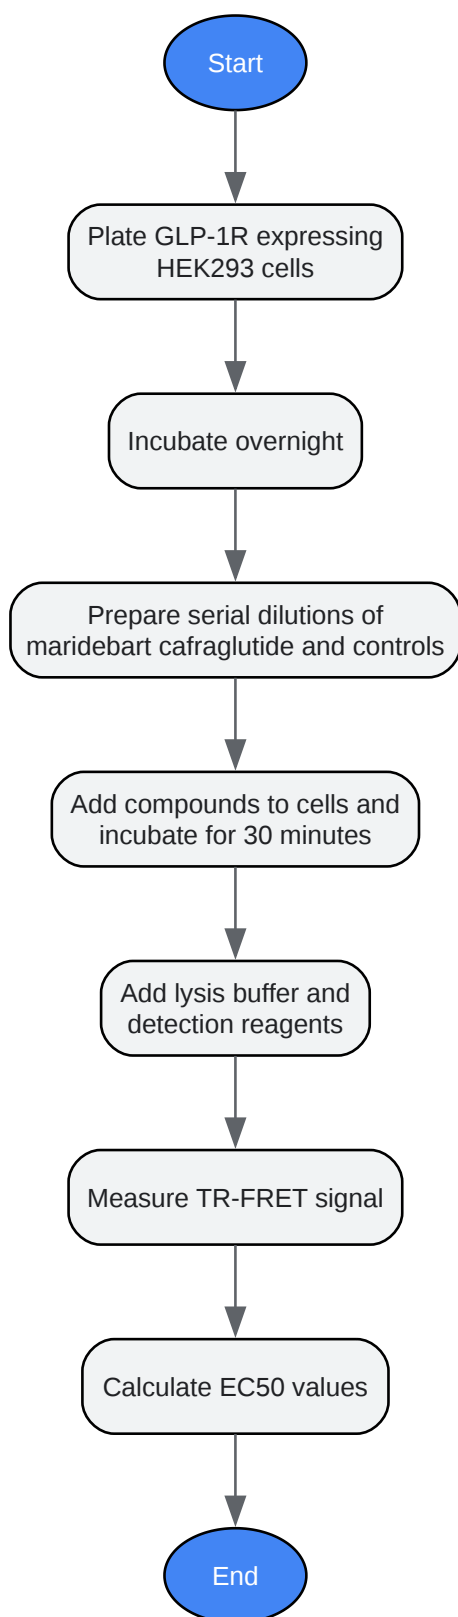 Start
Plate GLP-1R expressing
HEK293 cells
Incubate overnight
Prepare serial dilutions of
maridebart cafraglutide and controls
Add compounds to cells and
incubate for 30 minutes
Add lysis buffer and
detection reagents
Measure TR-FRET signal
Calculate EC50 values
End